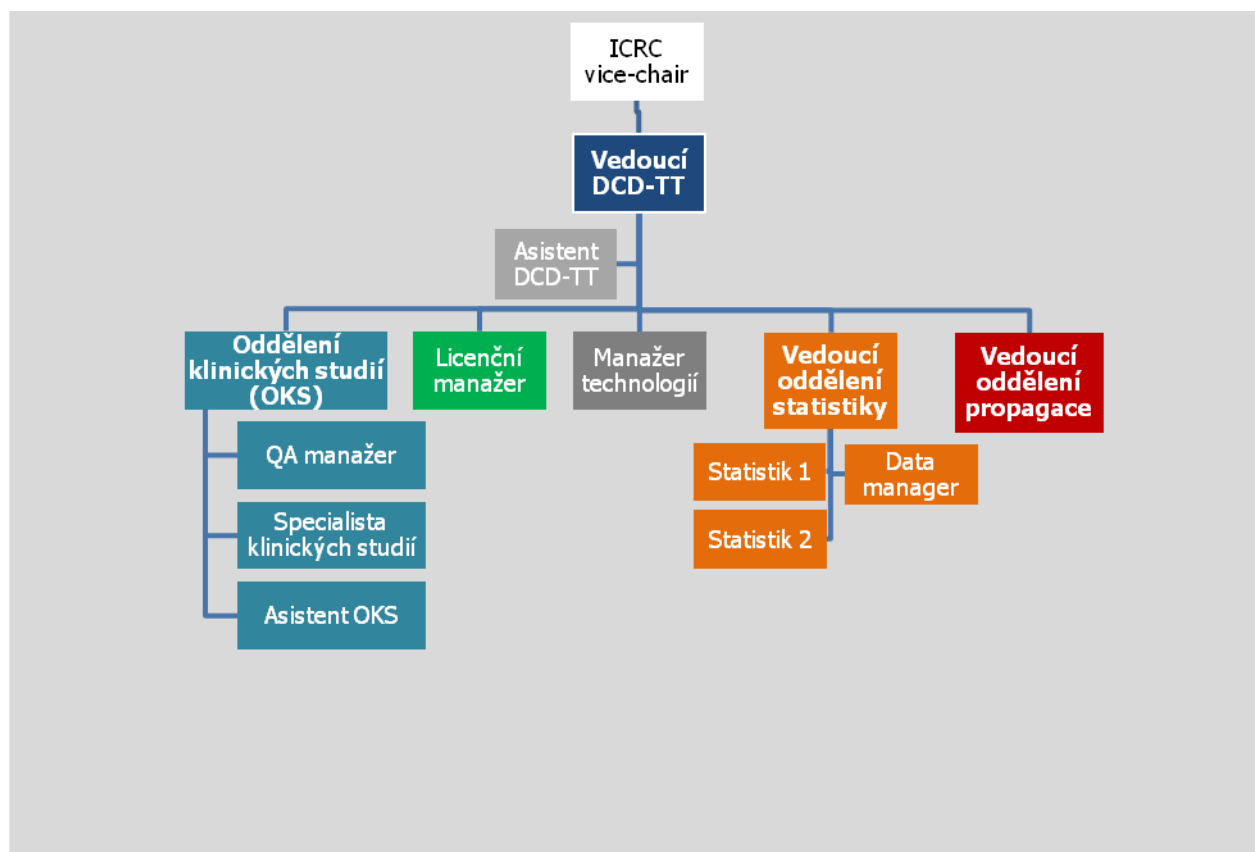 ICRC
vice-chair
Vedoucí
DCD-TT
Asistent
DCD-TT
Oddělení
klinických studií
(OKS)
Licenční
manažer
Manažer
technologií
Vedoucí
oddělení
statistiky
Vedoucí
oddělení
propagace
QA manažer
Specialista
klinických studií
Asistent OKS
Statistik 1
Data
manager
Statistik 2